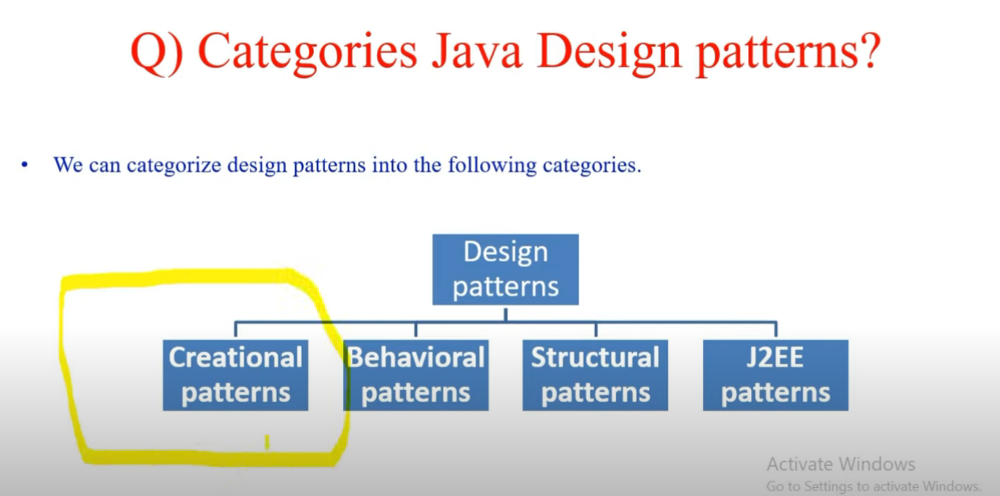 Q) Categories Java Design patterns?
• We can categorize design patterns into the following categories.
Design
patterns
Creational
patterns
Behavioral
patterns
Structural
patterns
J2EE
patterns
Activate Windows
Go to Settings to activate Windows.